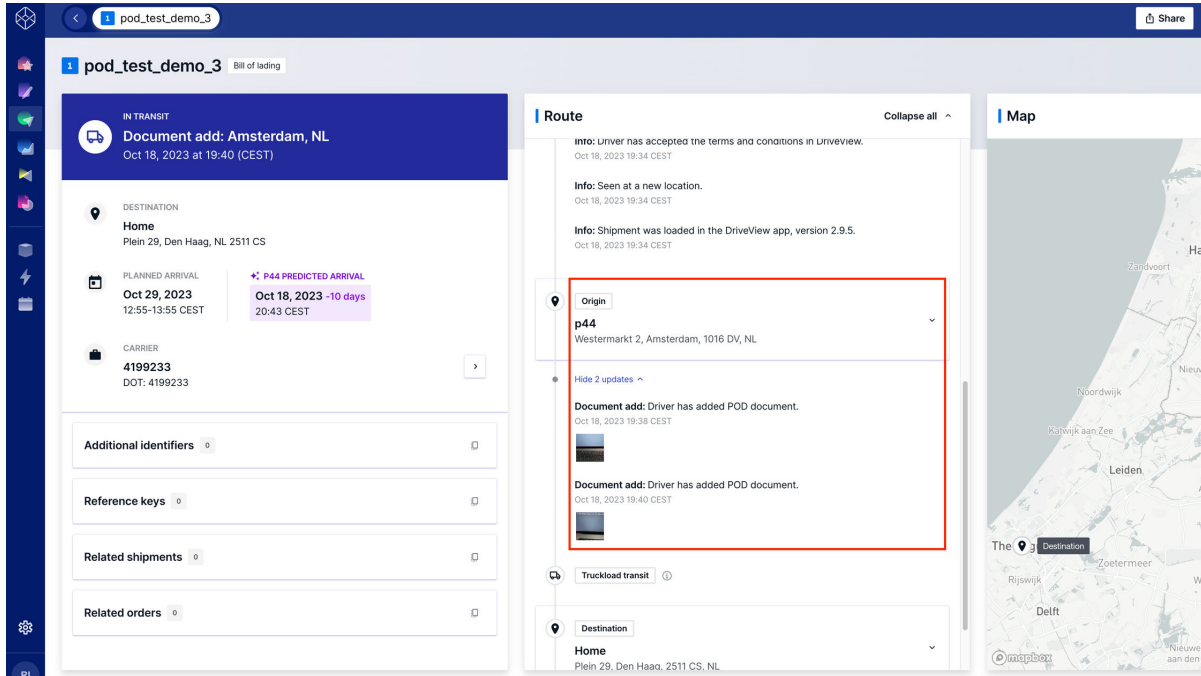 1 pod_test_demo_3
Share
1 pod_test_demo_3 Bill of lading
IN TRANSIT
Document add: Amsterdam, NL
Oct 18, 2023 at 19:40 (CEST)
DESTINATION
Home
Plein 29, Den Haag, NL 2511 CS
PLANNED ARRIVAL
Oct 29, 2023
12:55-13:55 CEST
P44 PREDICTED ARRIVAL
Oct 18, 2023 -10 days
20:43 CEST
CARRIER
4199233
DOT: 4199233
Additional identifiers 0
Reference keys 0
Related shipments 0
Related orders 0
Route
Collapse all
Info: Driver has accepted the terms and conditions in DriveView.
Oct 18, 2023 19:34 CEST
Info: Seen at a new location.
Oct 18, 2023 19:34 CEST
Info: Shipment was loaded in the DriveView app, version 2.9.5.
Oct 18, 2023 19:34 CEST
Origin
p44
Westermarkt 2, Amsterdam, 1016 DV, NL
Hide 2 updates
Document add: Driver has added POD document.
Oct 18, 2023 19:38 CEST
Document add: Driver has added POD document.
Oct 18, 2023 19:40 CEST
Truckload transit
Destination
Home
Plein 29, Den Haag, 2511 CS, NL
Map
Ha
Zandvoort
Nieuw
Noordwijk
Katwijk aan Zee
Leiden
The
Destination
Zoetermeer
Rijswijk
W
Delft
mapbox
Nieuwe
aan den